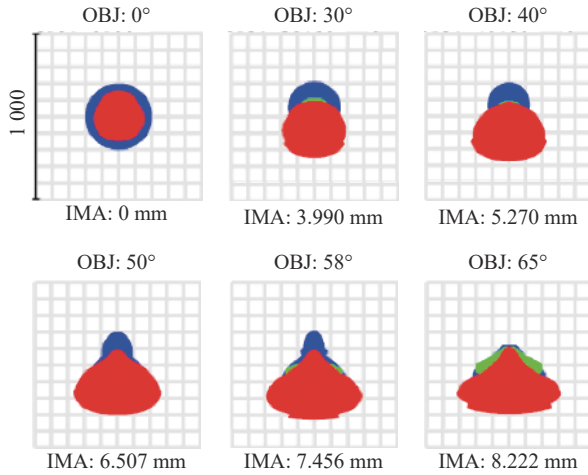 OBJ: 0°
OBJ: 30°
OBJ: 40°
1 000
IMA: 0 mm
IMA: 3.990 mm
IMA: 5.270 mm
OBJ: 50°
OBJ: 58°
OBJ: 65°
IMA: 6.507 mm
IMA: 7.456 mm
IMA: 8.222 mm